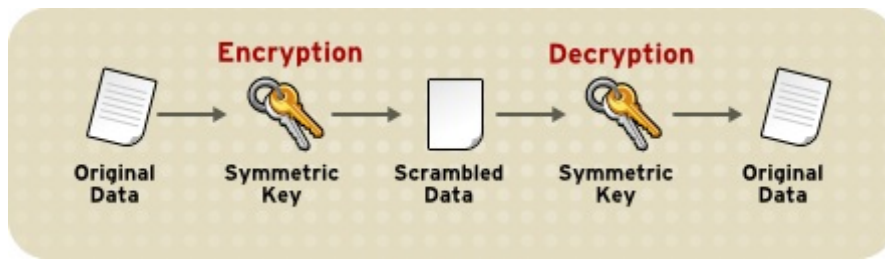 Encryption
Decryption
Original
Data
Symmetric
Key
Scrambled
Data
Symmetric
Key
Original
Data